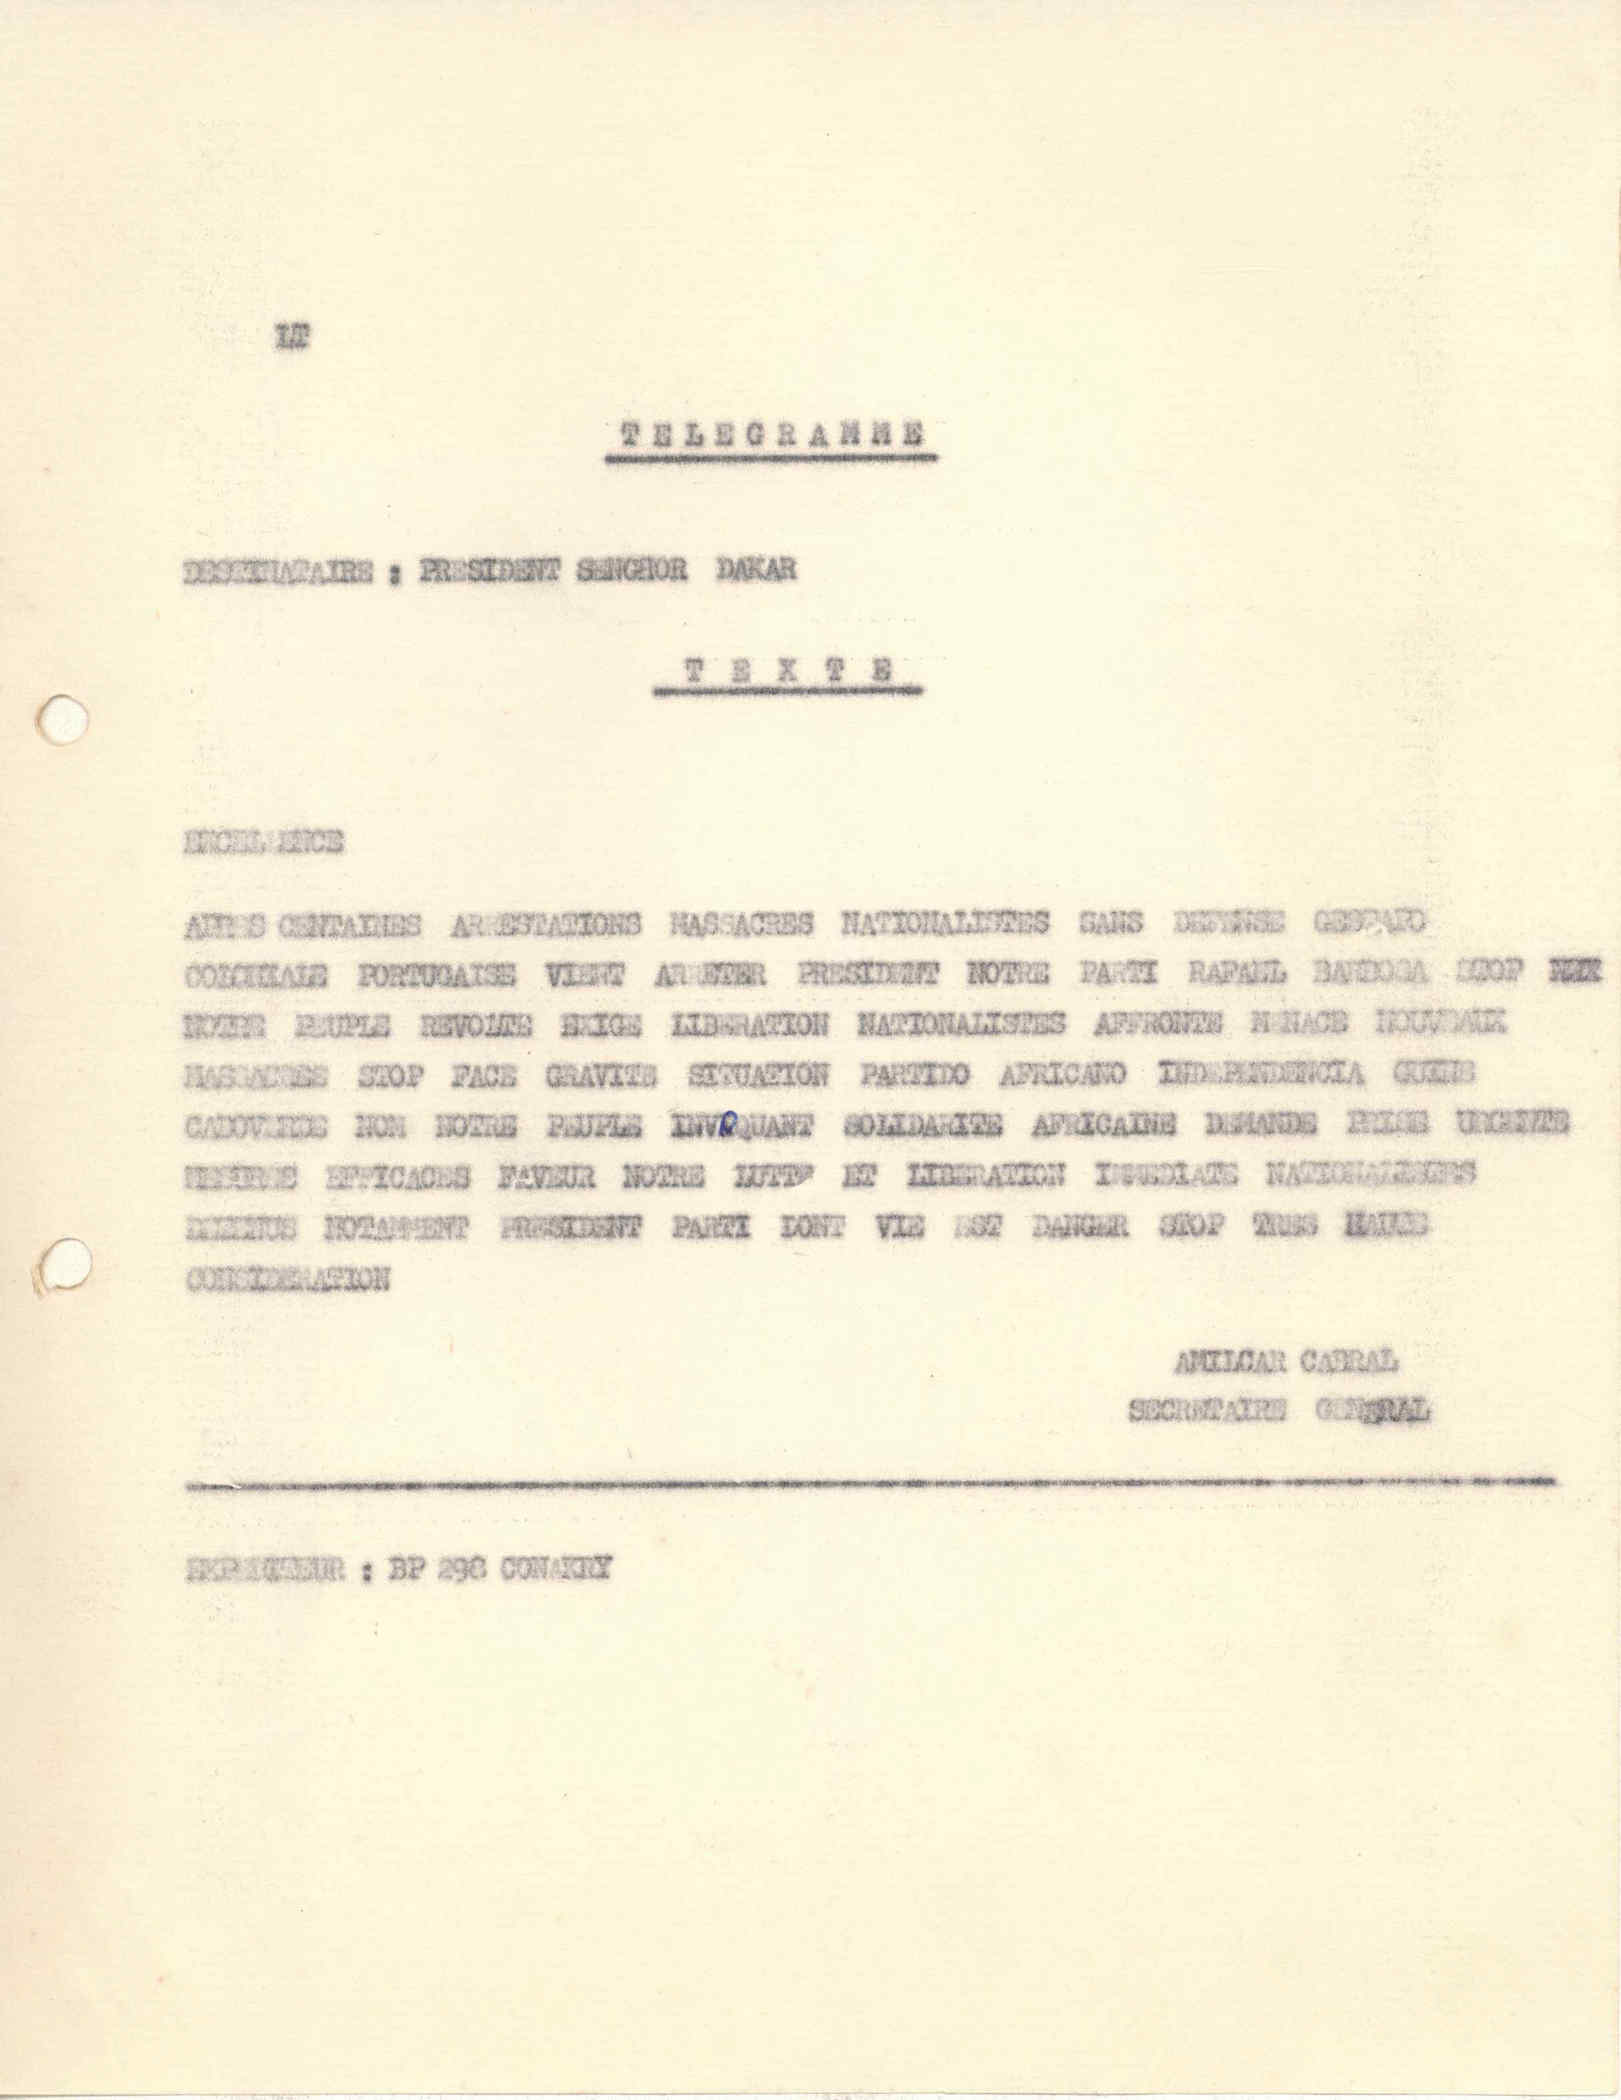 LT
TELEGRAMME
DESTINATAIRE : PRESIDENT SENGHOR DAKAR
TEXTE
EXCELLENCE
APRES CENTAINES ARRESTATIONS MASSACRES NATIONALISTES SANS DEFENSE GESTAPO
COLONIALE PORTUGAISE VIENT ARRETER PRESIDENT NOTRE PARTI RAFAEL BARBOSA STOP
NOTRE PEUPLE REVOLTE EXIGE LIBERATION NATIONALISTES AFFRONTE MENACE NOUVEAUX
MASSACRES STOP FACE GRAVITE SITUATION PARTIDO AFRICANO INDEPENDENCIA GUINE
CABOVERDE NOM NOTRE PEUPLE INVOQUANT SOLIDARITE AFRICAINE DEMANDE PRISE URGENTE
MESURES EFFICACES FAVEUR NOTRE LUTTE ET LIBERATION IMMEDIATE NATIONALISTES
DETENUS NOTAMMENT PRESIDENT PARTI DONT VIE EST DANGER STOP TRES HAUTE
CONSIDERATION
AMILCAR CABRAL
SECRETAIRE GENERAL
EXPEDITEUR : BP 298 CONAKRY